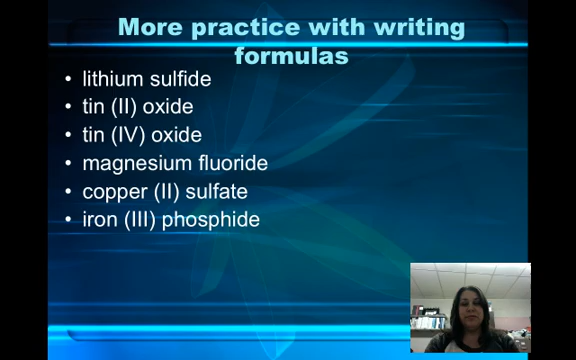 More practice with writing
formulas
• lithium sulfide
• tin (II) oxide
• tin (IV) oxide
• magnesium fluoride
• copper (II) sulfate
• iron (III) phosphide